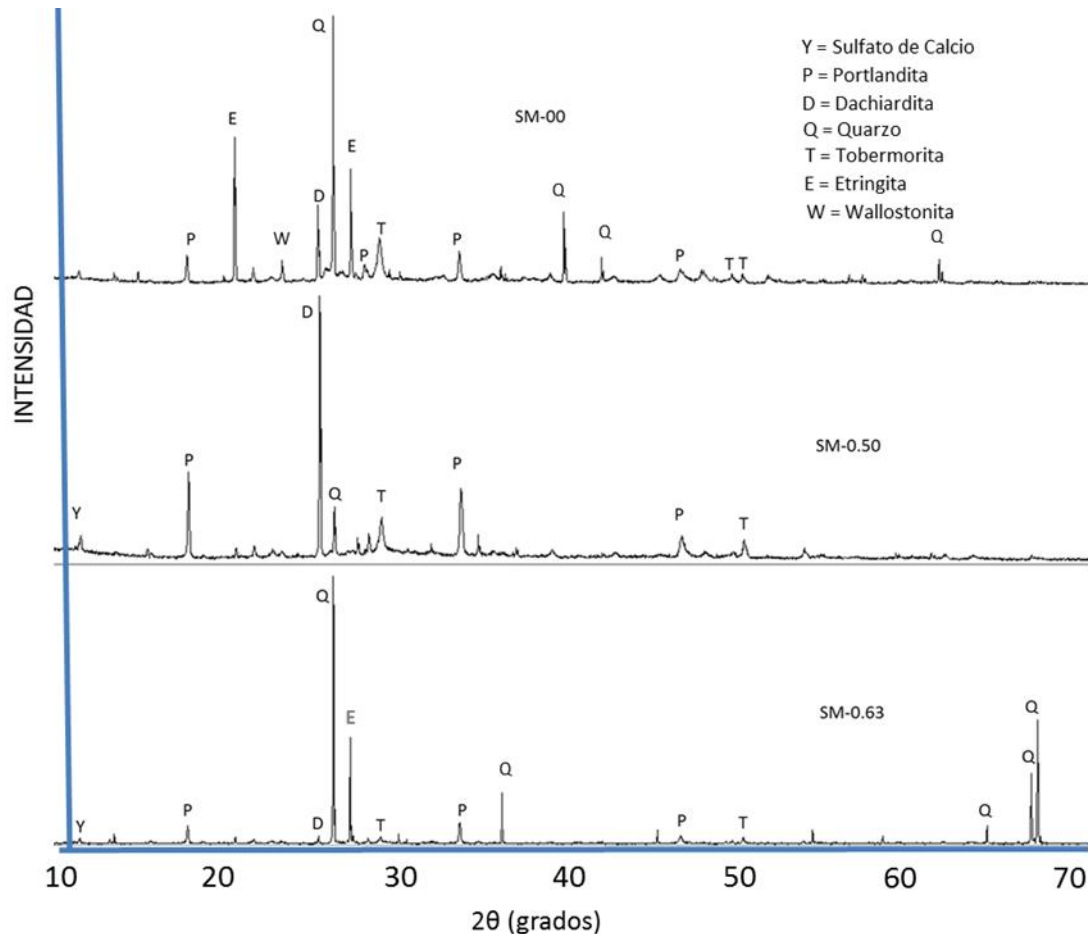 Y = Sulfato de Calcio
P = Portlandita
D = Dachiardita
Q = Quarzo
T = Tobermorita
E = Etringita
W = Wallostonita
INTENSIDAD
SM-00
P
E
W
D
Q
E
P
T
P
Q
Q
P
T T
Q
SM-0.50
Y
P
D
Q
T
P
P
T
SM-0.63
Y
P
D
Q
E
T
P
Q
P
T
Q
Q
Q
10 20 30 40 50 60 70
2θ (grados)